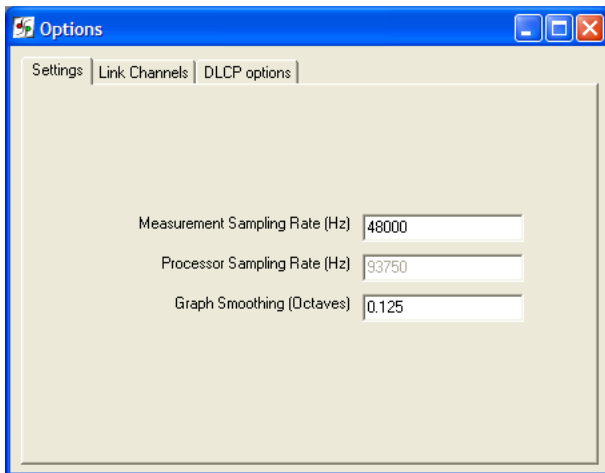 Options
Settings Link Channels DLCP options
Measurement Sampling Rate (Hz) 48000
Processor Sampling Rate (Hz) 93750
Graph Smoothing (Octaves) 0.125